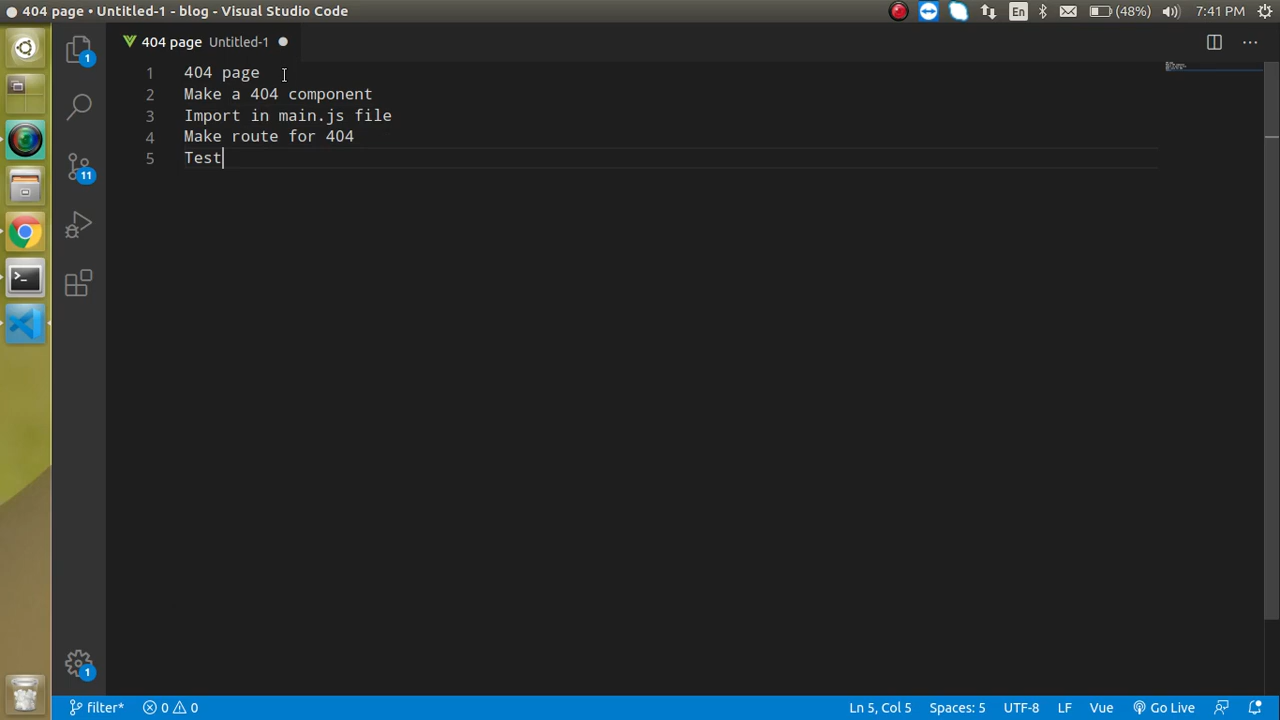 404 page • Untitled-1 - blog - Visual Studio Code
En
(48%)
7:41 PM
404 page Untitled-1
1 404 page
2 Make a 404 component
3 Import in main.js file
4 Make route for 404
5 Test
1
11
1
filter*
0 0
Ln 5, Col 5
Spaces: 5
UTF-8
LF
Vue
Go Live